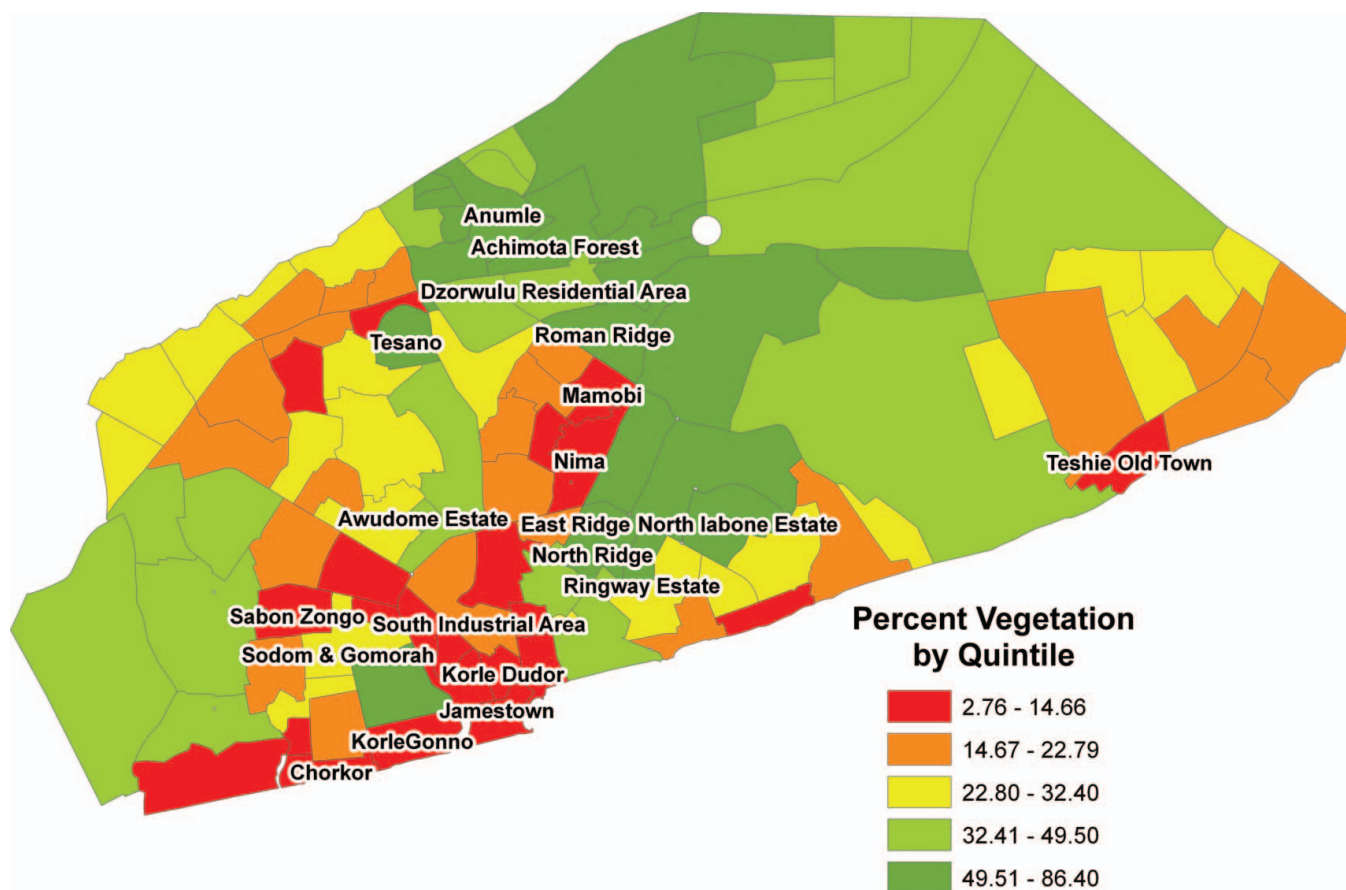 Anumle
Achimota Forest
Dzorwulu Residential Area
Roman Ridge
Tesano
Mamobi
Nima
Teshie Old Town
Awudome Estate
East Ridge
North labone Estate
North Ridge
Ringway Estate
Sabon Zongo
South Industrial Area
Sodom & Gomorah
Korle Dudor
Jamestown
KorleGonno
Chorkor
Percent Vegetation
by Quintile
2.76 - 14.66
14.67 - 22.79
22.80 - 32.40
32.41 - 49.50
49.51 - 86.40